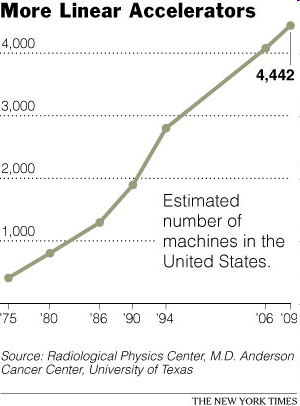 More Linear Accelerators
4,000
4,442
3,000
2,000
Estimated
number of
machines in the
United States.
1,000
'75 '80 '86 '90 '94 '06 '09
Source: Radiological Physics Center, M.D. Anderson
Cancer Center, University of Texas
THE NEW YORK TIMES